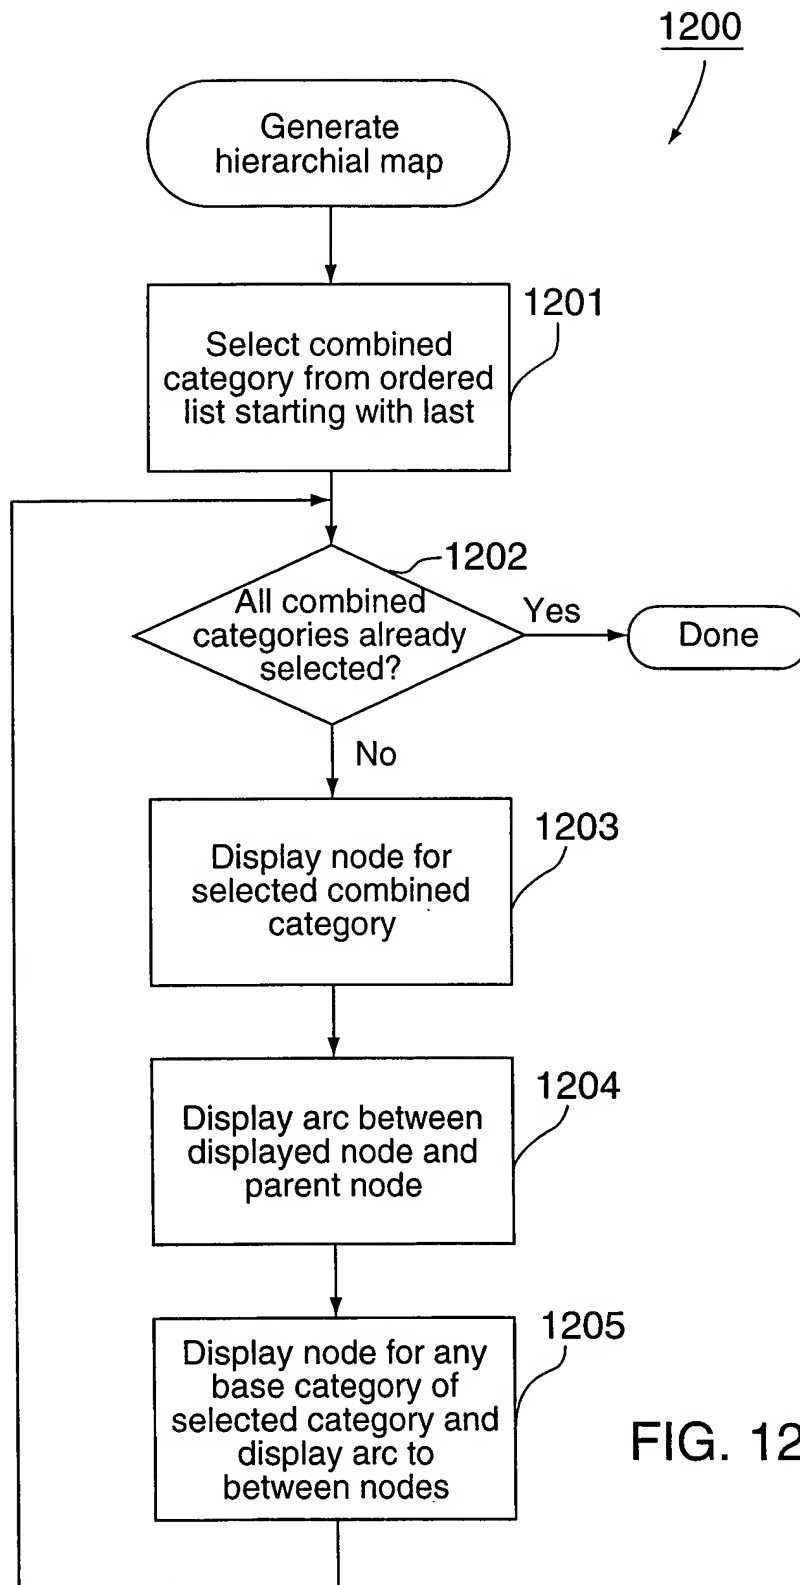 1200
Generate
hierarchial map
1201
Select combined
category from ordered
list starting with last
1202
All combined
categories already
selected?
Yes
Done
No
1203
Display node for
selected combined
category
1204
Display arc between
displayed node and
parent node
1205
Display node for any
base category of
selected category and
display arc to
between nodes
FIG. 12